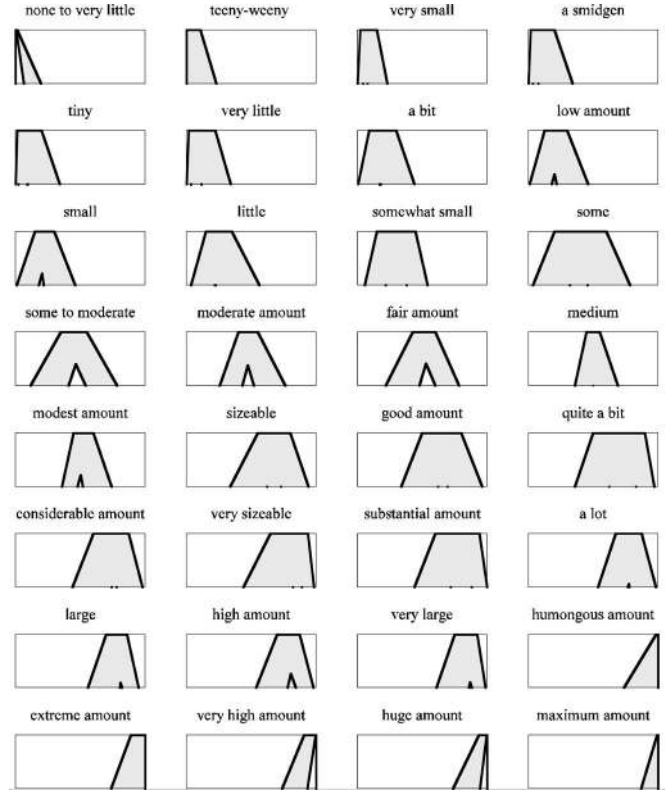 none to very little teeny-weeny very small a smidgen
tiny very little a bit low amount
small little somewhat small some
some to moderate moderate amount fair amount medium
modest amount sizeable good amount quite a bit
considerable amount very sizeable substantial amount a lot
large high amount very large humongous amount
extreme amount very high amount huge amount maximum amount